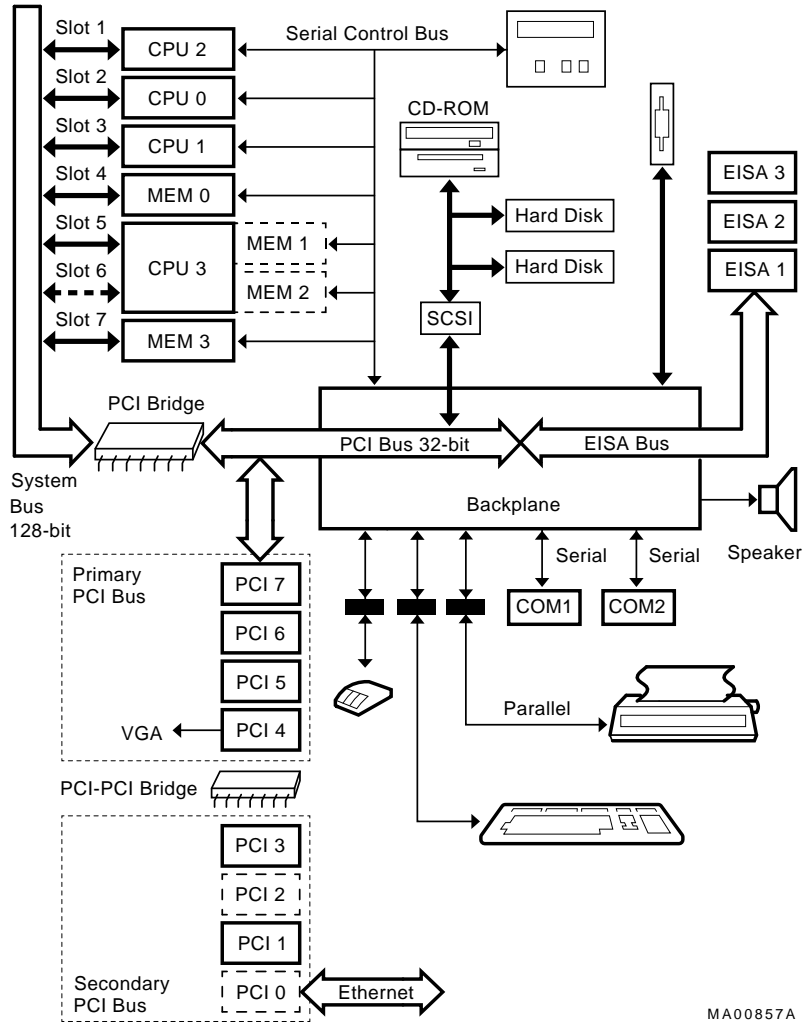 Slot 1
CPU 2
Serial Control Bus
Slot 2
CPU 0
Slot 3
CPU 1
CD-ROM
Slot 4
MEM 0
EISA 3
Slot 5
CPU 3
MEM 1
Hard Disk
EISA 2
Slot 6
MEM 2
Hard Disk
EISA 1
Slot 7
MEM 3
SCSI
PCI Bridge
PCI Bus 32-bit
EISA Bus
System
Bus
128-bit
Backplane
Speaker
Serial
Serial
Primary
PCI Bus
PCI 7
COM1
COM2
PCI 6
PCI 5
VGA
PCI 4
Parallel
PCI-PCI Bridge
PCI 3
PCI 2
PCI 1
Secondary
PCI Bus
PCI 0
Ethernet
MA00857A